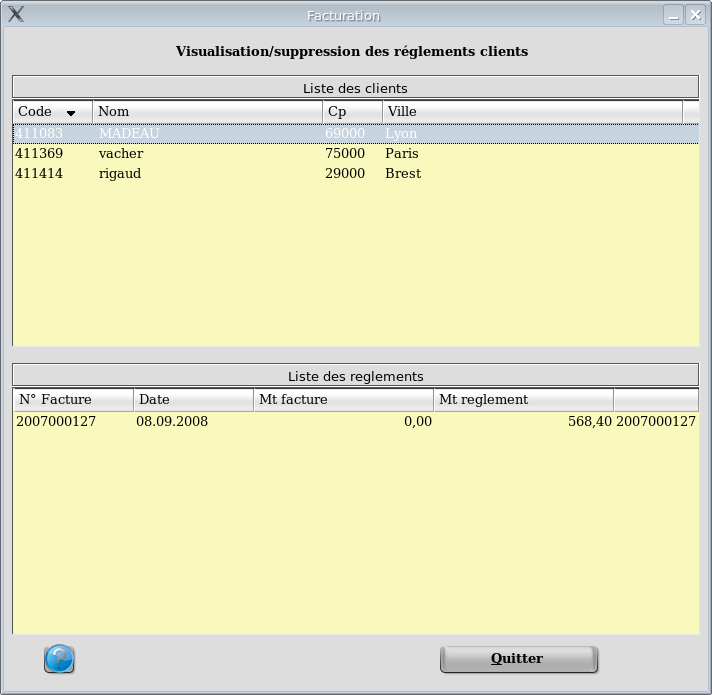 Facturation
Visualisation/suppression des réglements clients
Liste des clients
Code Nom Cp Ville
411083 MADEAU 69000 Lyon
411369 vacher 75000 Paris
411414 rigaud 29000 Brest
Liste des reglements
N° Facture Date Mt facture Mt reglement
2007000127 08.09.2008 0,00 568,40 2007000127
Quitter